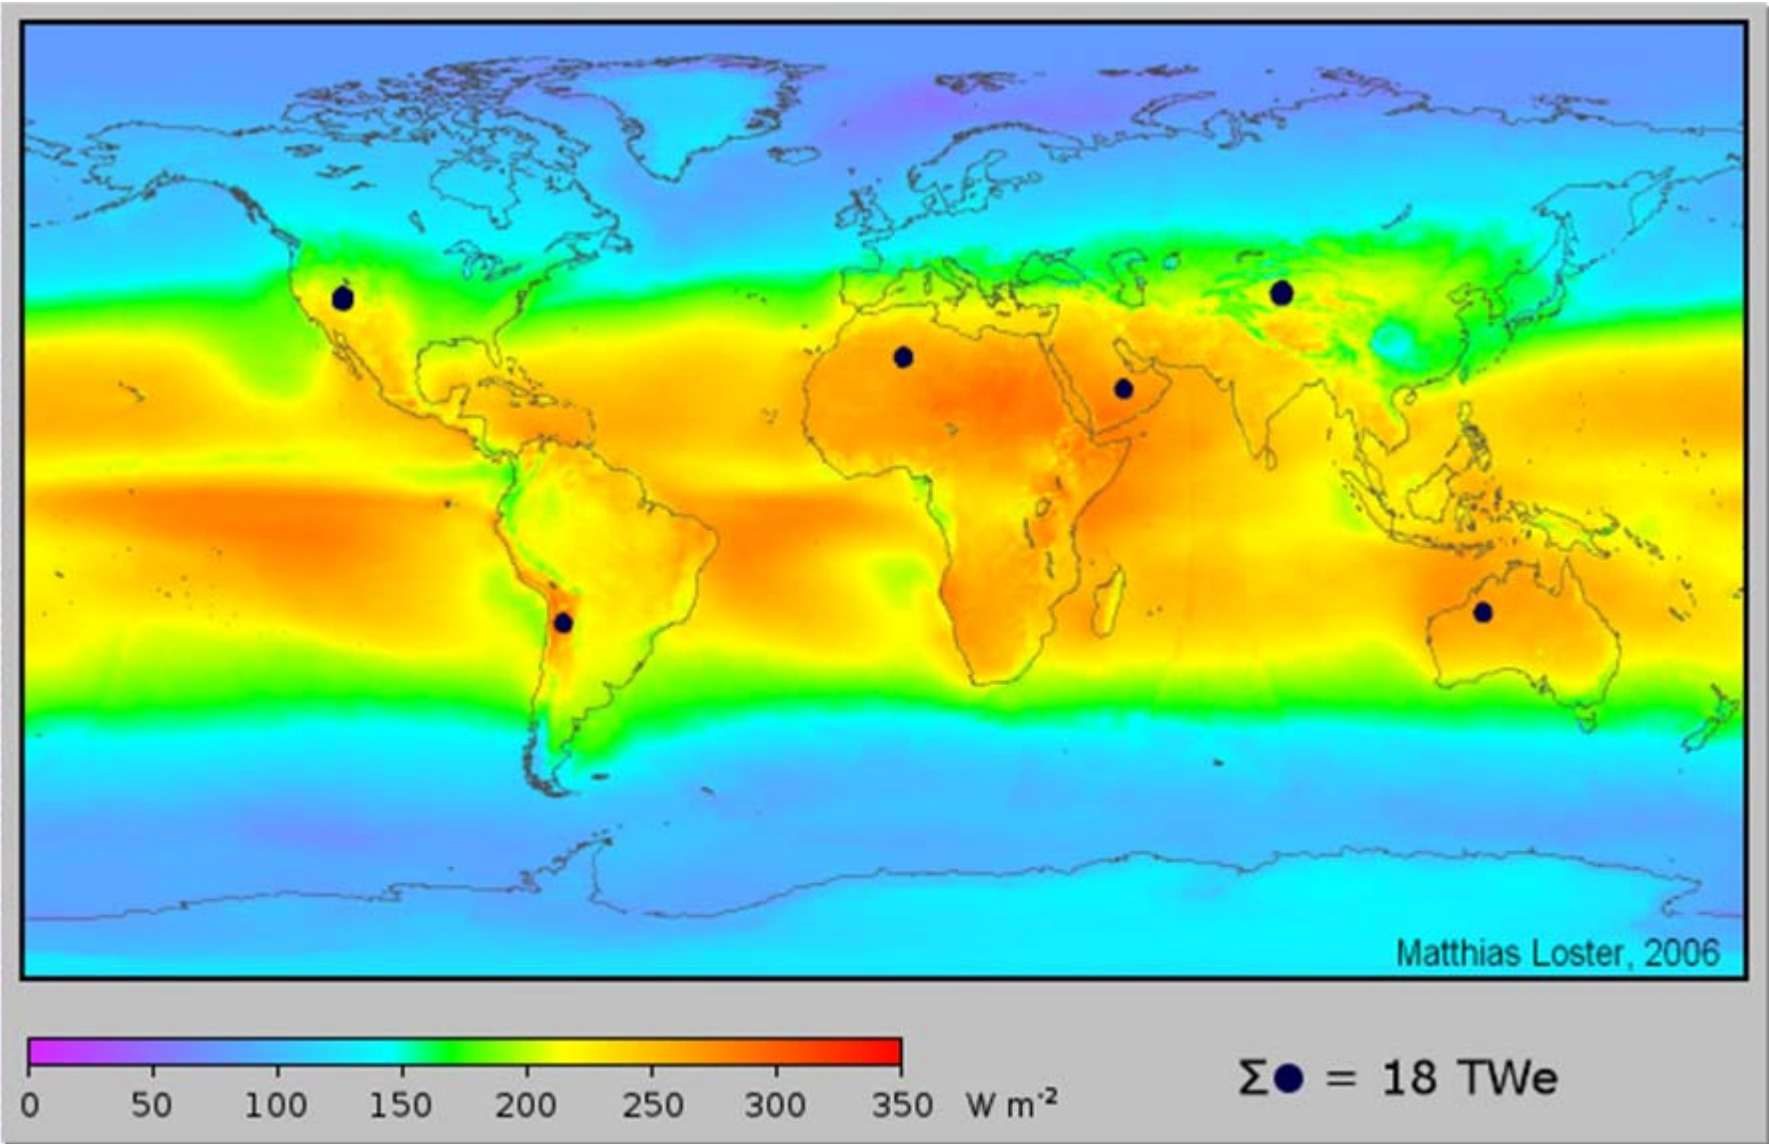 Matthias Loster, 2006
0 50 100 150 200 250 300 350 W m⁻²
Σ● = 18 TWe